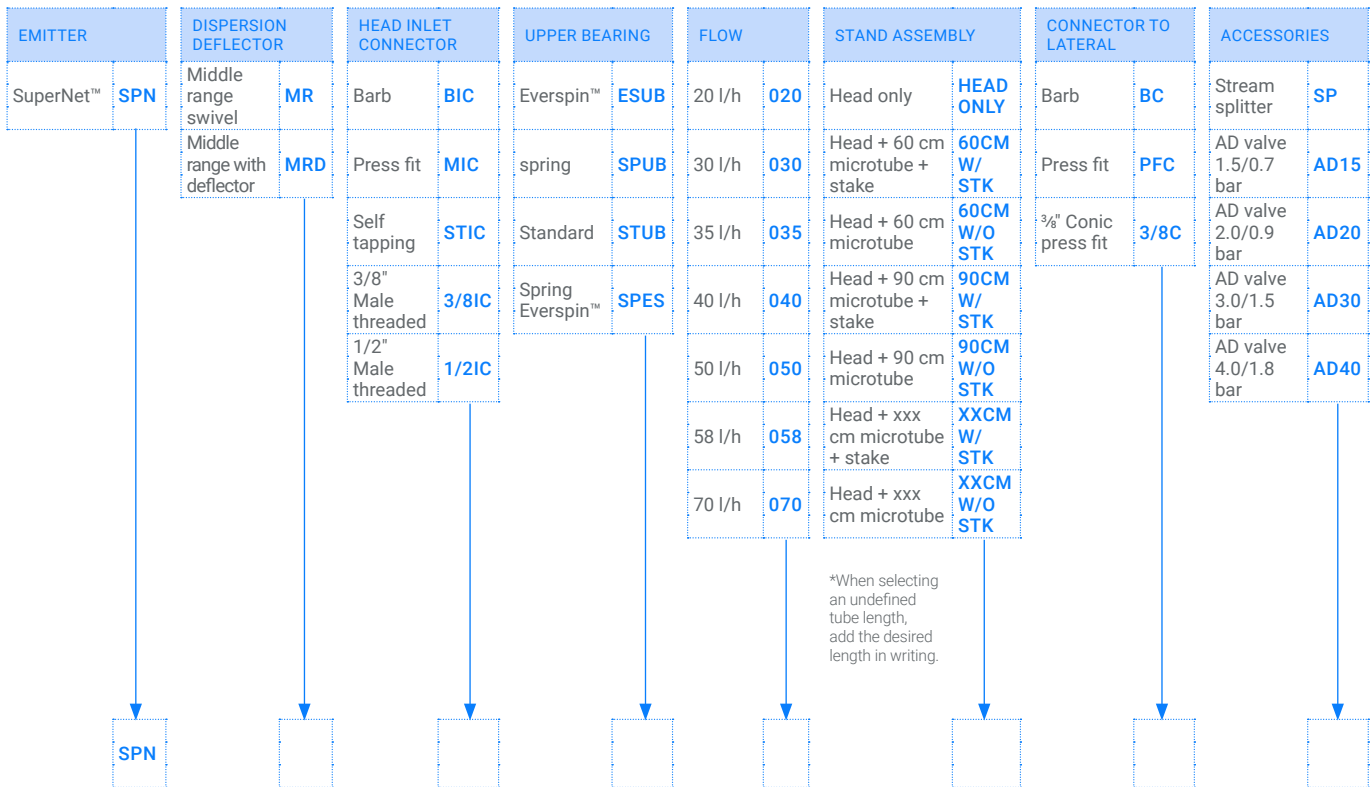 EMITTER
SuperNet™ SPN
DISPERSION
DEFLECTOR
Middle
range
swivel
MR
Middle
range with
deflector
MRD
HEAD INLET
CONNECTOR
Barb BIC
Press fit MIC
Self
tapping
STIC
3/8"
Male
threaded
3/8IC
1/2"
Male
threaded
1/2IC
UPPER BEARING
Everspin™ ESUB
spring SPUB
Standard STUB
Spring
Everspin™
SPES
FLOW
20 l/h 020
30 l/h 030
35 l/h 035
40 l/h 040
50 l/h 050
58 l/h 058
70 l/h 070
STAND ASSEMBLY
Head only
HEAD
ONLY
Head + 60 cm
microtube +
stake
60CM
W/
STK
Head + 60 cm
microtube
60CM
W/O
STK
Head + 90 cm
microtube +
stake
90CM
W/
STK
Head + 90 cm
microtube
90CM
W/O
STK
Head + xxx
cm microtube
+ stake
XXCM
W/
STK
Head + xxx
cm microtube
XXCM
W/O
STK
*When selecting
an undefined
tube length,
add the desired
length in writing.
CONNECTOR TO
LATERAL
Barb BC
Press fit PFC
⅜" Conic
press fit
3/8C
ACCESSORIES
Stream
splitter
SP
AD valve
1.5/0.7
bar
AD15
AD valve
2.0/0.9
bar
AD20
AD valve
3.0/1.5
bar
AD30
AD valve
4.0/1.8
bar
AD40
SPN